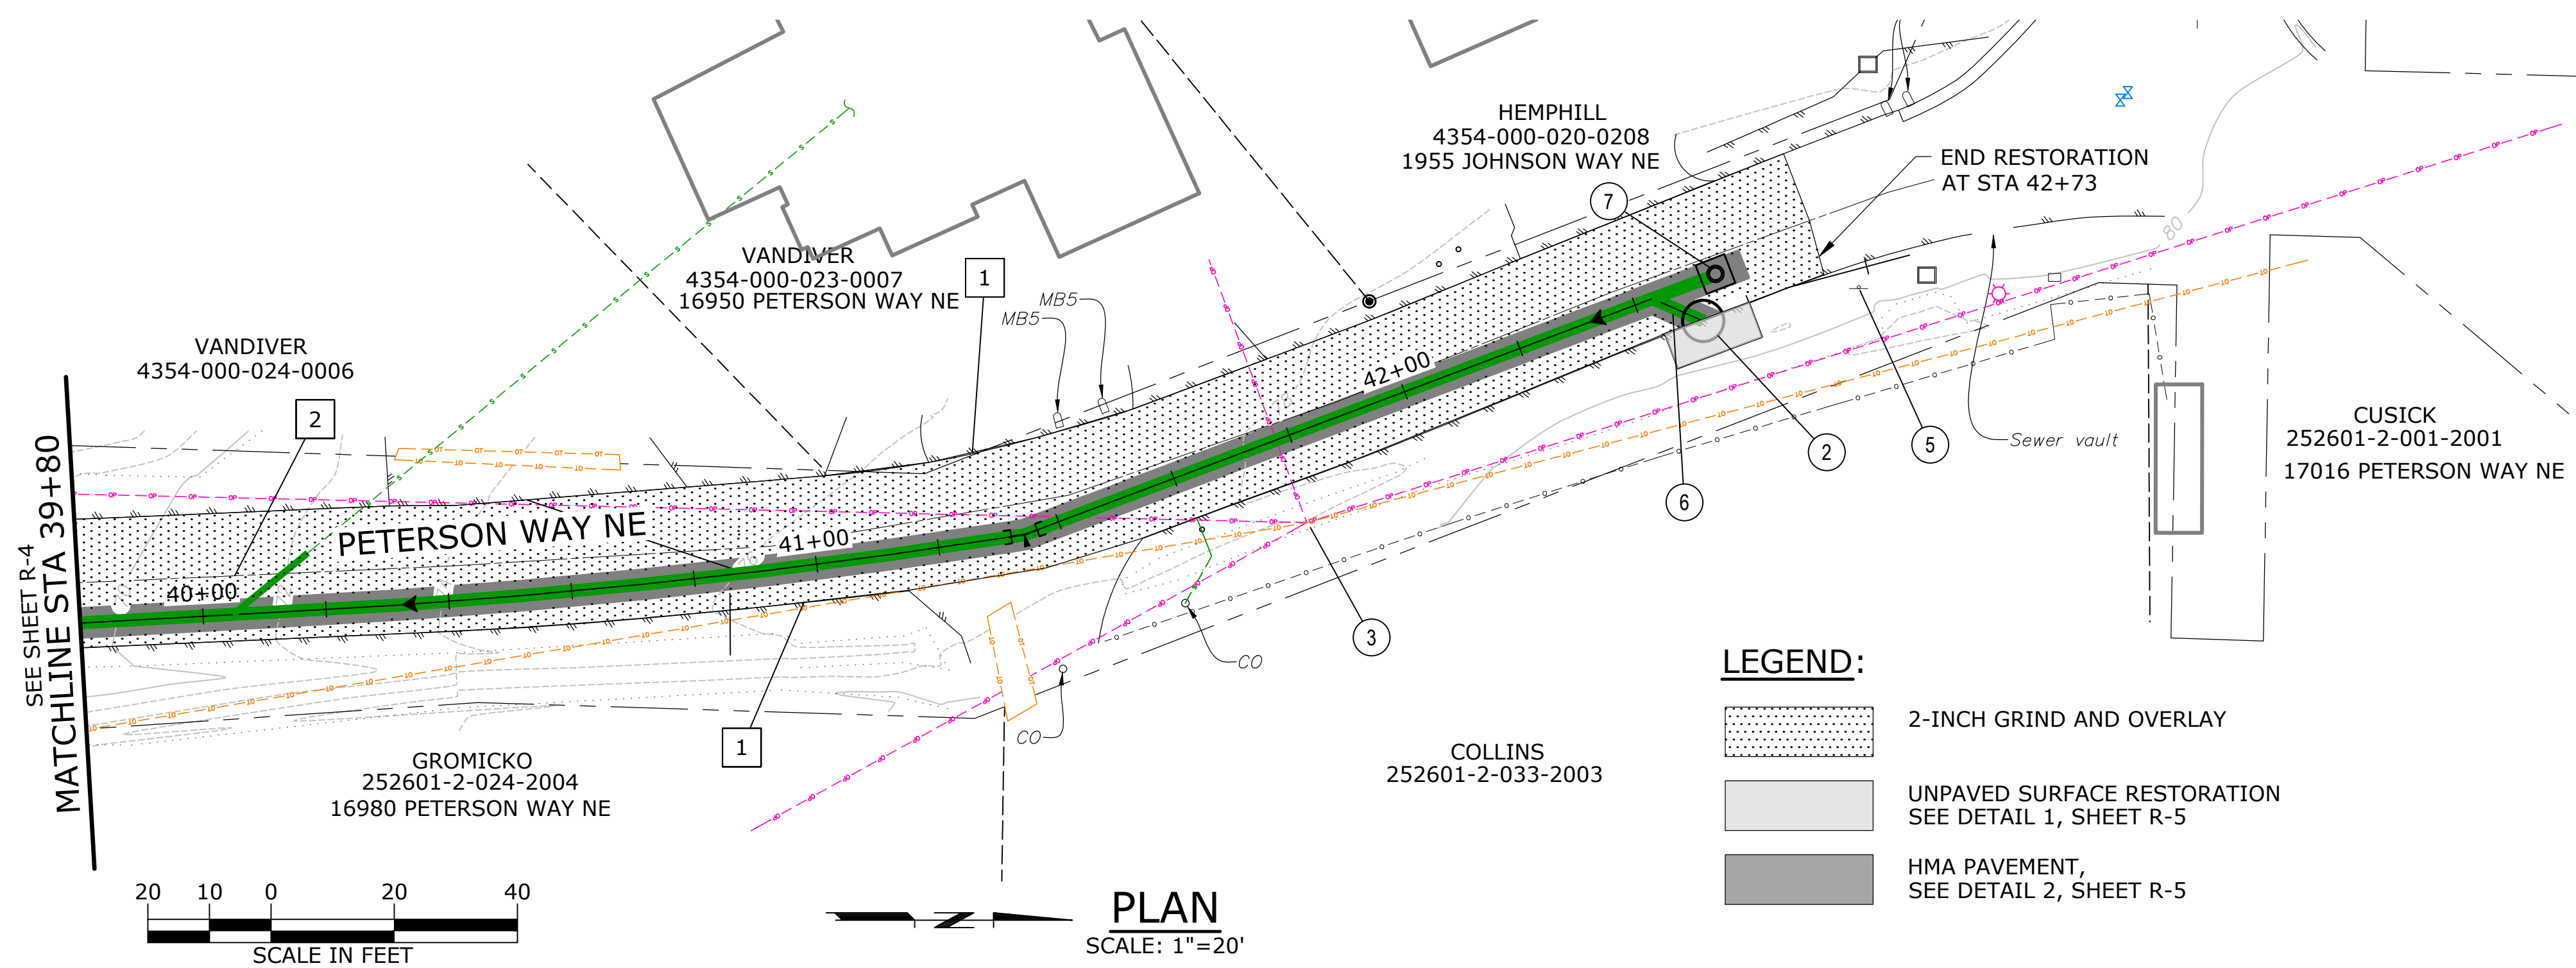 HEMPHILL
4354-000-020-0208
1955 JOHNSON WAY NE
END RESTORATION
AT STA 42+73
7
80
VANDIVER
4354-000-023-0007
16950 PETERSON WAY NE
1
MB5
MB5
VANDIVER
4354-000-024-0006
2
42+00
CUSICK
252601-2-001-2001
17016 PETERSON WAY NE
Sewer vault
5
2
6
3
PETERSON WAY NE
41+00
40+00
SEE SHEET R-4
MATCHLINE STA 39+80
1
CO
CO
GROMICKO
252601-2-024-2004
16980 PETERSON WAY NE
COLLINS
252601-2-033-2003
LEGEND:
2-INCH GRIND AND OVERLAY
UNPAVED SURFACE RESTORATION
SEE DETAIL 1, SHEET R-5
HMA PAVEMENT,
SEE DETAIL 2, SHEET R-5
20 10 0 20 40
SCALE IN FEET
N
PLAN
SCALE: 1"=20'